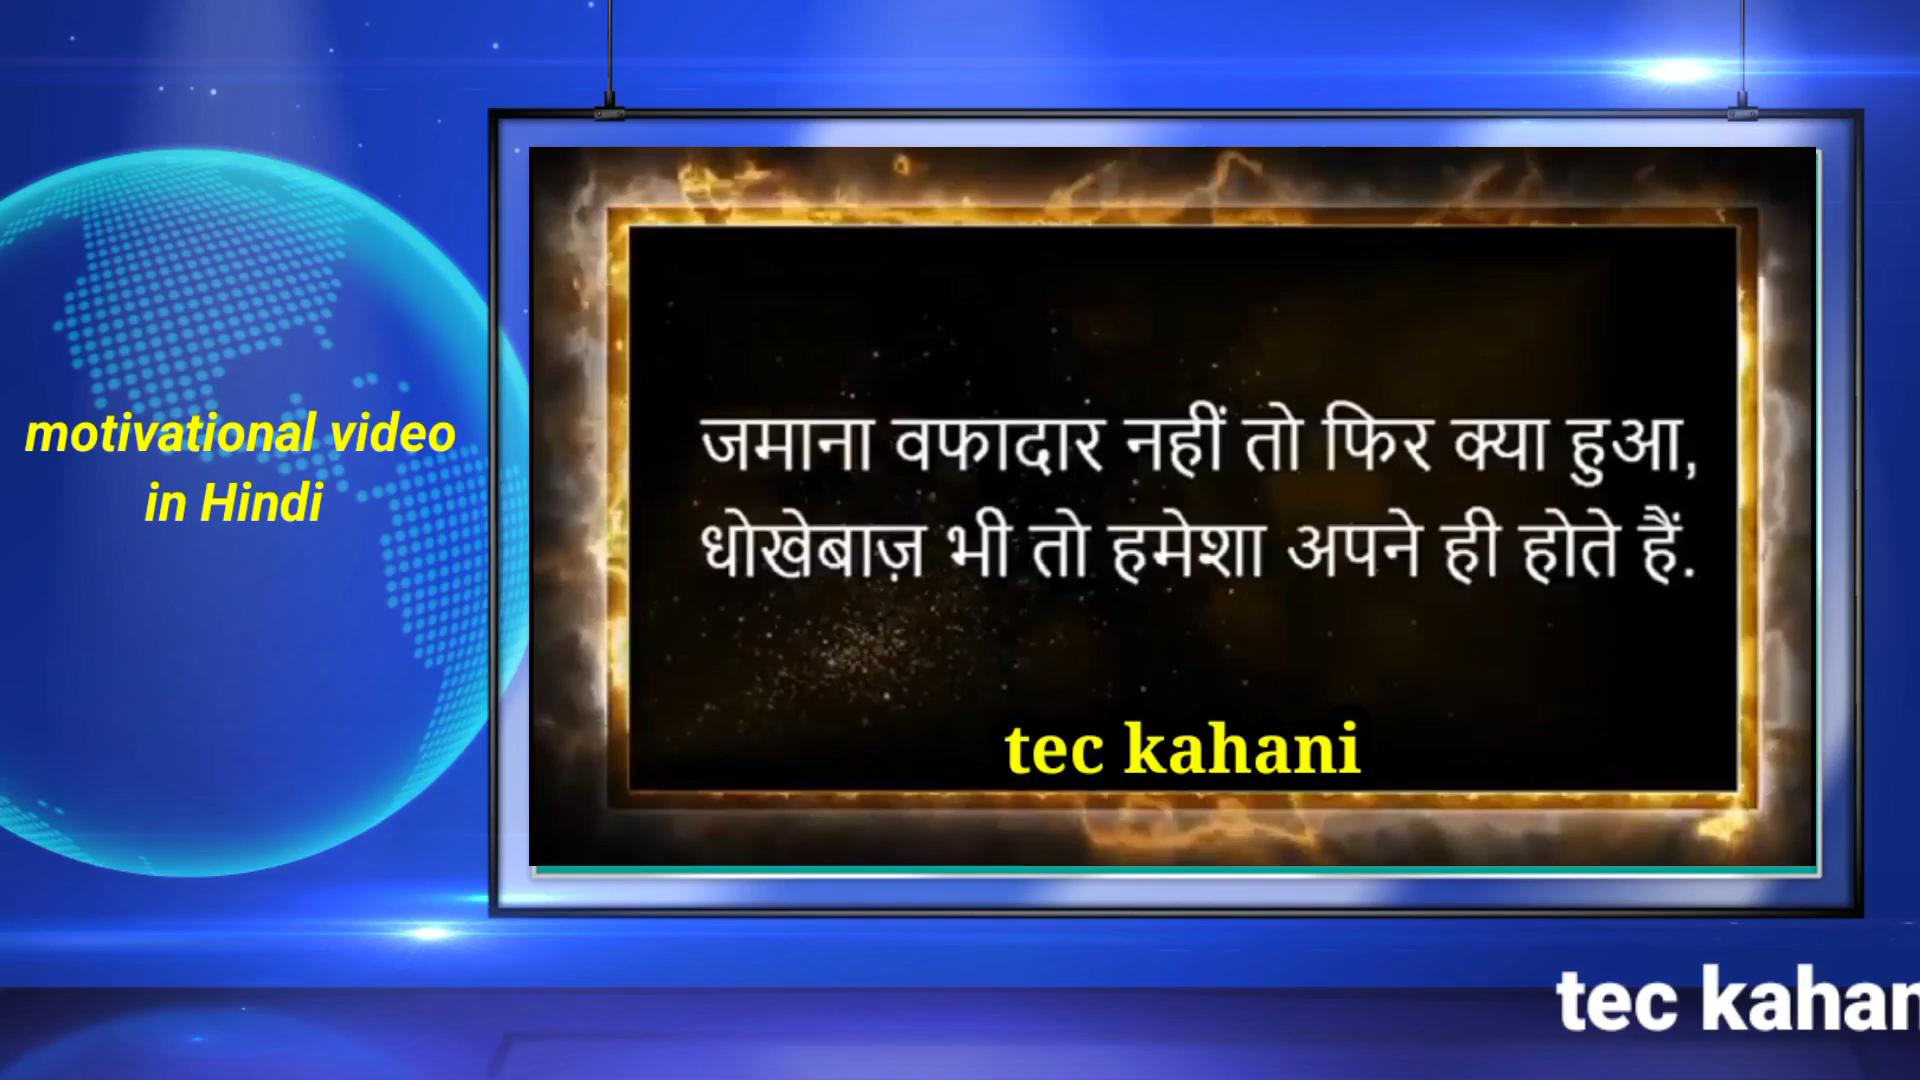 motivational video
in Hindi
जमाना वफादार नहीं तो फिर क्या हुआ,
धोखेबाज़ भी तो हमेशा अपने ही होते हैं.
tec kahani
tec kahan